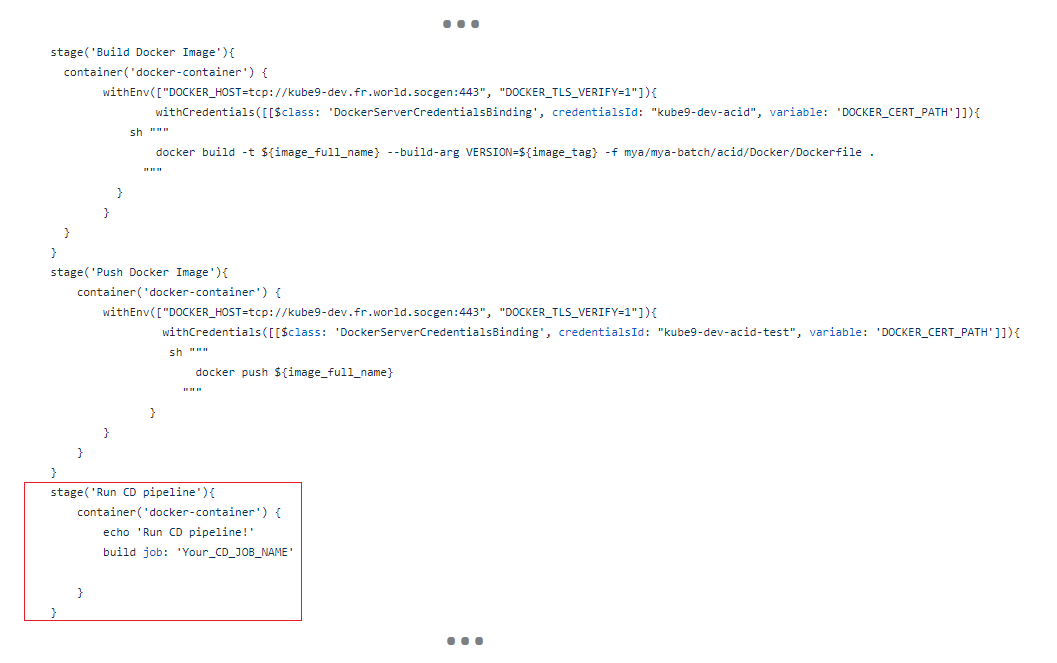 stage('Build Docker Image'){
container('docker-container') {
withEnv(["DOCKER_HOST=tcp://kube9-dev.fr.world.socgen:443", "DOCKER_TLS_VERIFY=1"]){
withCredentials([[$class: 'DockerServerCredentialsBinding', credentialsId: "kube9-dev-acid", variable: 'DOCKER_CERT_PATH']]){
sh """
docker build -t ${image_full_name} --build-arg VERSION=${image_tag} -f mya/mya-batch/acid/Docker/Dockerfile .
"""
}
}
}
}
stage('Push Docker Image'){
container('docker-container') {
withEnv(["DOCKER_HOST=tcp://kube9-dev.fr.world.socgen:443", "DOCKER_TLS_VERIFY=1"]){
withCredentials([[$class: 'DockerServerCredentialsBinding', credentialsId: "kube9-dev-acid-test", variable: 'DOCKER_CERT_PATH']]){
sh """
docker push ${image_full_name}
"""
}
}
}
}
stage('Run CD pipeline'){
container('docker-container') {
echo 'Run CD pipeline!'
build job: 'Your_CD_JOB_NAME'
}
}